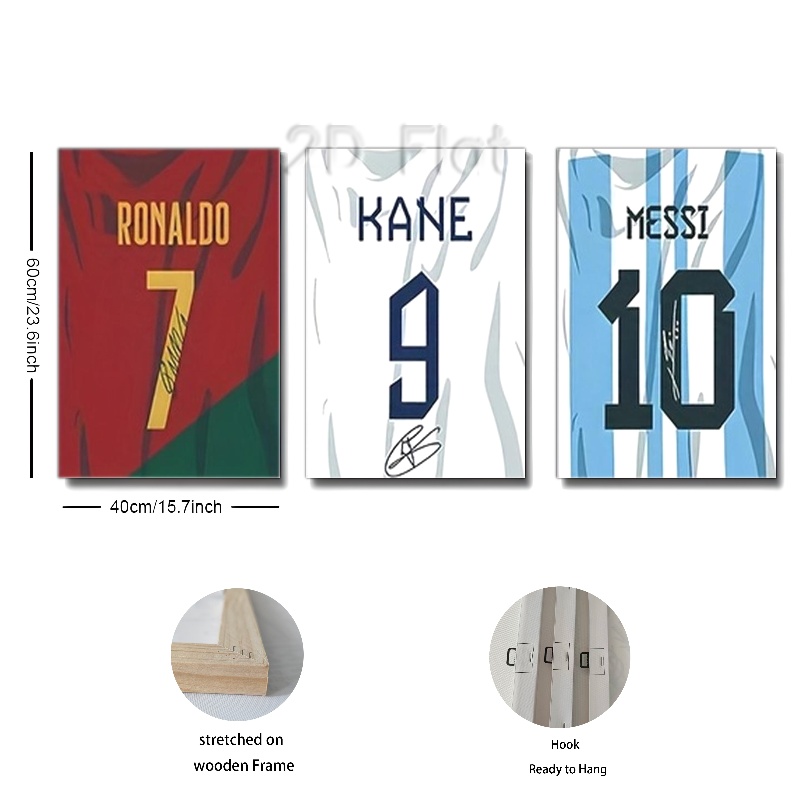 2D Flat
RONALDO
7
KANE
9
MESSI
10
60cm/23.6inch
40cm/15.7inch
stretched on
wooden Frame
Hook
Ready to Hang